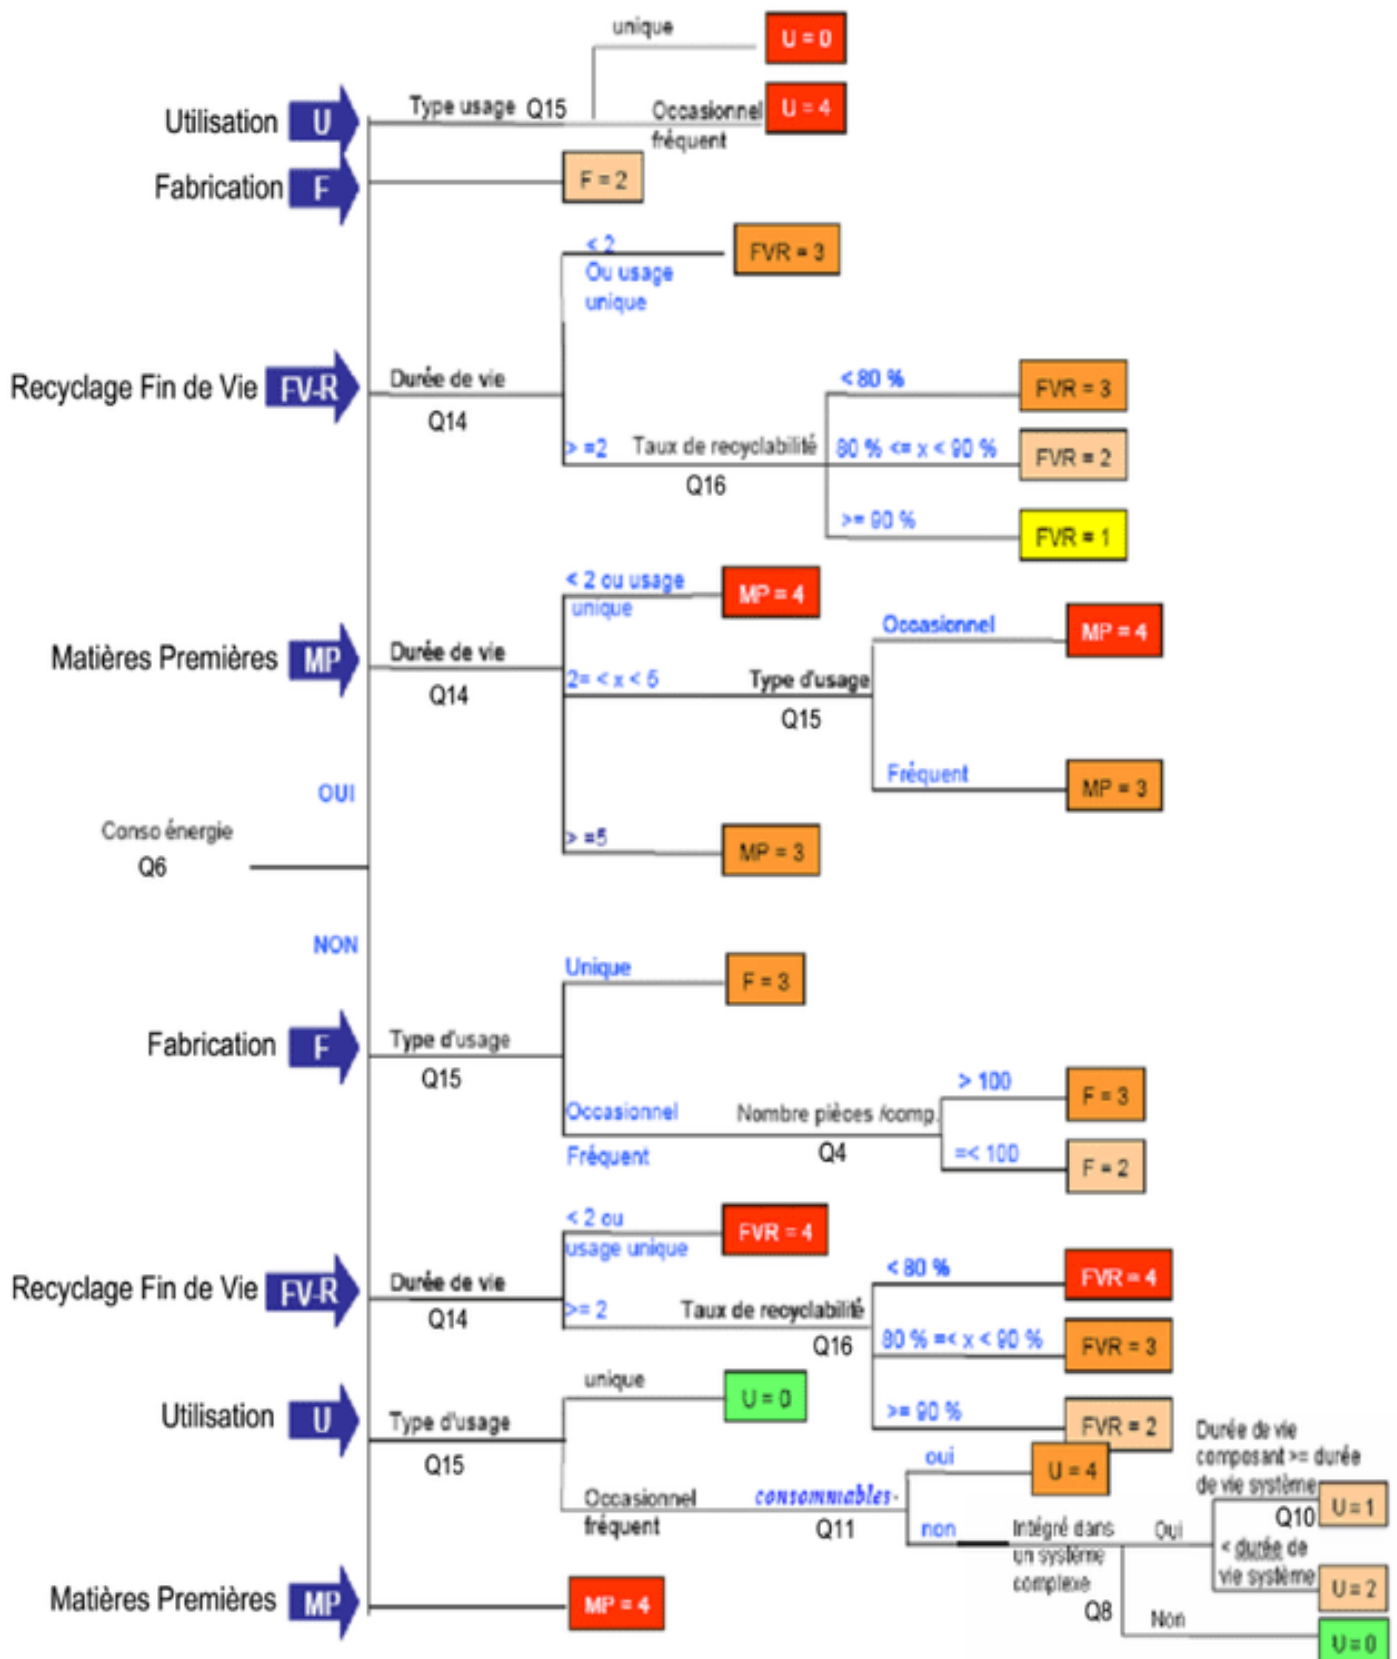 unique
U = 0
Utilisation
U
Type usage Q15
Occasionnel
fréquent
U = 4
Fabrication
F
F = 2
< 2
Ou usage
unique
FVR = 3
Recyclage Fin de Vie
FV-R
Durée de vie
Q14
> =2
Taux de recyclabilité
Q16
< 80 %
FVR = 3
80 % <= x < 90 %
FVR = 2
>= 90 %
FVR = 1
Matières Premières
MP
Durée de vie
Q14
< 2 ou usage
unique
MP = 4
2= < x < 5
Type d'usage
Q15
Occasionnel
MP = 4
Fréquent
MP = 3
> =5
MP = 3
OUI
Conso énergie
Q6
NON
Fabrication
F
Type d'usage
Q15
Unique
F = 3
Occasionnel
Fréquent
Nombre pièces /comp.
Q4
> 100
F = 3
=< 100
F = 2
Recyclage Fin de Vie
FV-R
Durée de vie
Q14
< 2 ou
usage unique
FVR = 4
>= 2
Taux de recyclabilité
Q16
< 80 %
FVR = 4
80 % =< x < 90 %
FVR = 3
>= 90 %
FVR = 2
Utilisation
U
Type d'usage
Q15
unique
U = 0
Occasionnel
fréquent
consommables-
Q11
oui
U = 4
non
Intégré dans
un système
complexe
Q8
Oui
Durée de vie
composant >= durée
de vie système
Q10
U = 1
< durée de
vie système
U = 2
Non
U = 0
Matières Premières
MP
MP = 4